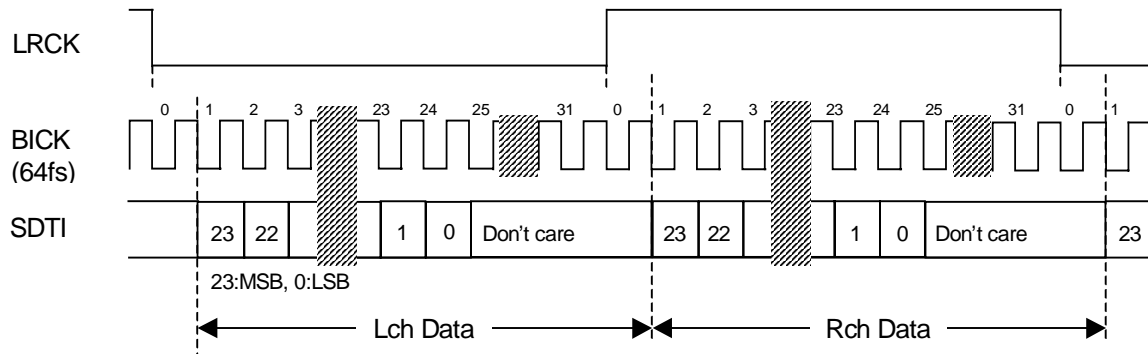 LRCK
0 1 2 3 23 24 25 31 0 1 2 3 23 24 25 31 0 1
BICK
(64fs)
SDTI
23 22 1 0 Don't care 23 22 1 0 Don't care 23
23:MSB, 0:LSB
Lch Data Rch Data